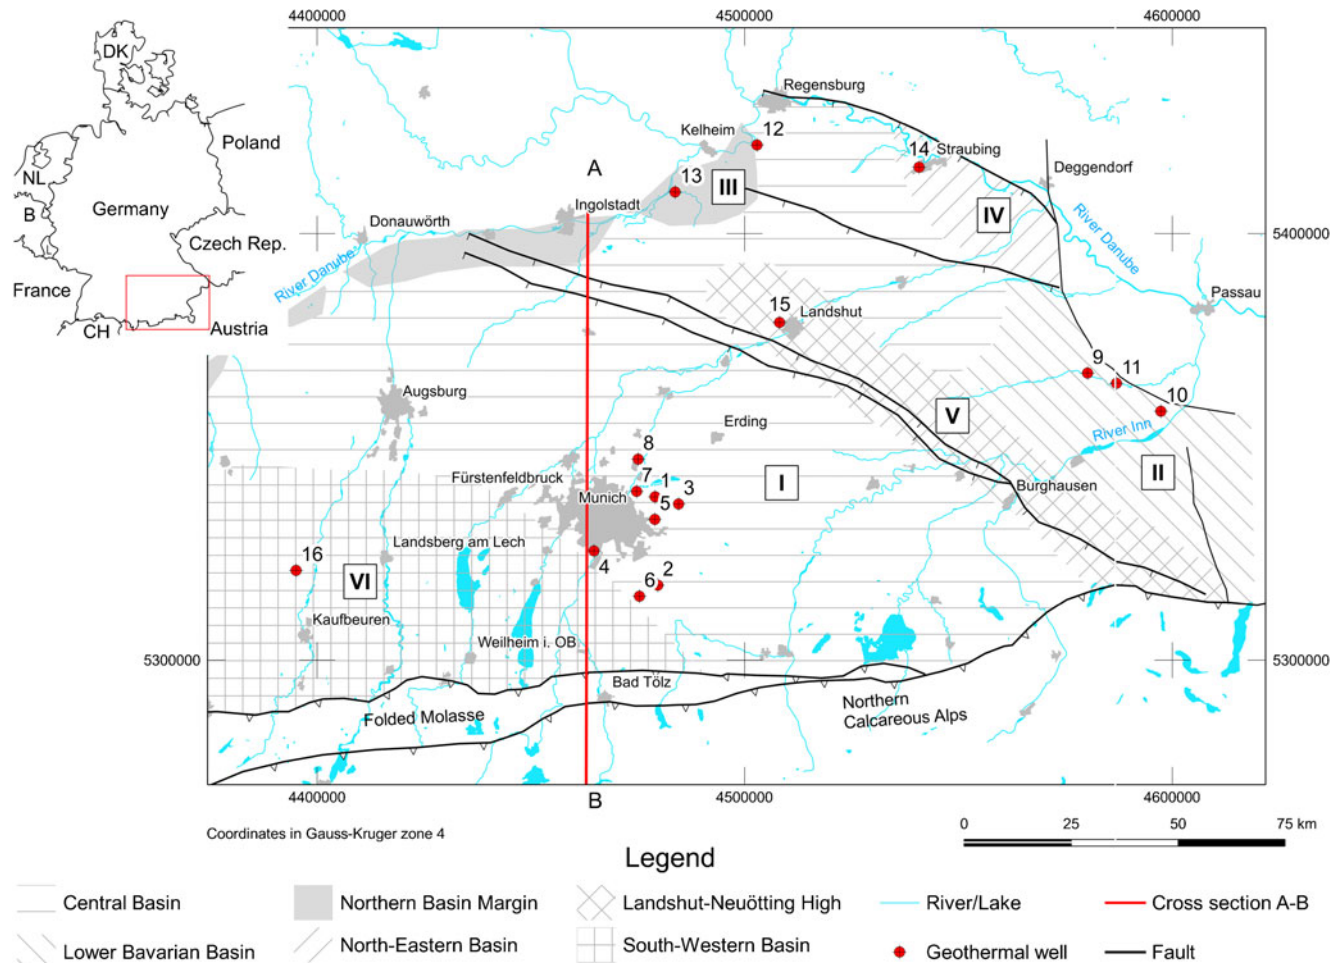 4400000
4500000
4600000
DK
Poland
NL
B
Germany
Czech Rep.
France
CH
Austria
Regensburg
Kelheim
12
14
Straubing
Deggendorf
A
13
III
Ingolstadt
IV
Donauwörth
River Danube
River Danube
5400000
Passau
15
Landshut
9
11
10
Augsburg
V
River Inn
Erding
8
Fürstenfeldbruck
7
1
3
I
II
Munich
5
Burghausen
Landsberg am Lech
16
VI
4
6
2
Kaufbeuren
Weilheim i. OB
5300000
5300000
Bad Tölz
Folded Molasse
Northern
Calcareous Alps
4400000
B
4500000
4600000
Coordinates in Gauss-Kruger zone 4
0
25
50
75 km
Legend
Central Basin
Northern Basin Margin
Landshut-Neuötting High
River/Lake
Cross section A-B
Lower Bavarian Basin
North-Eastern Basin
South-Western Basin
Geothermal well
Fault